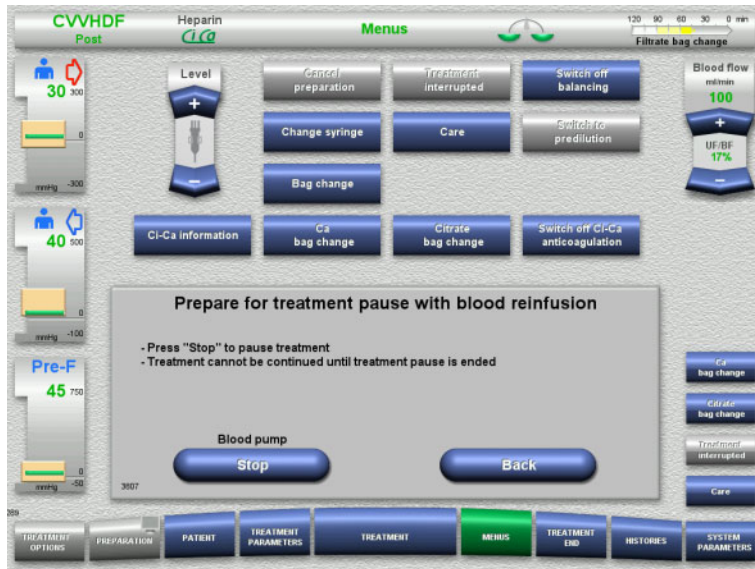 CVVHDF
Post
Heparin
CiCa
Menus
120 90 60 30 0 min
Filtrate bag change
30 300
0
mmHg -300
40 500
0
mmHg -100
Pre-F
45 750
0
mmHg -50
Level
+
−
Cancel
preparation
Treatment
interrupted
Switch off
balancing
Change syringe
Care
Switch to
predilution
Bag change
Ci-Ca information
Ca
bag change
Citrate
bag change
Switch off Ci-Ca
anticoagulation
Blood flow
ml/min
100
+
UF/BF
17%
−
Prepare for treatment pause with blood reinfusion
- Press "Stop" to pause treatment
- Treatment cannot be continued until treatment pause is ended
Blood pump
Stop
Back
3607
Ca
bag change
Citrate
bag change
Treatment
interrupted
Care
TREATMENT
OPTIONS
PREPARATION
PATIENT
TREATMENT
PARAMETERS
TREATMENT
MENUS
TREATMENT
END
HISTORIES
SYSTEM
PARAMETERS